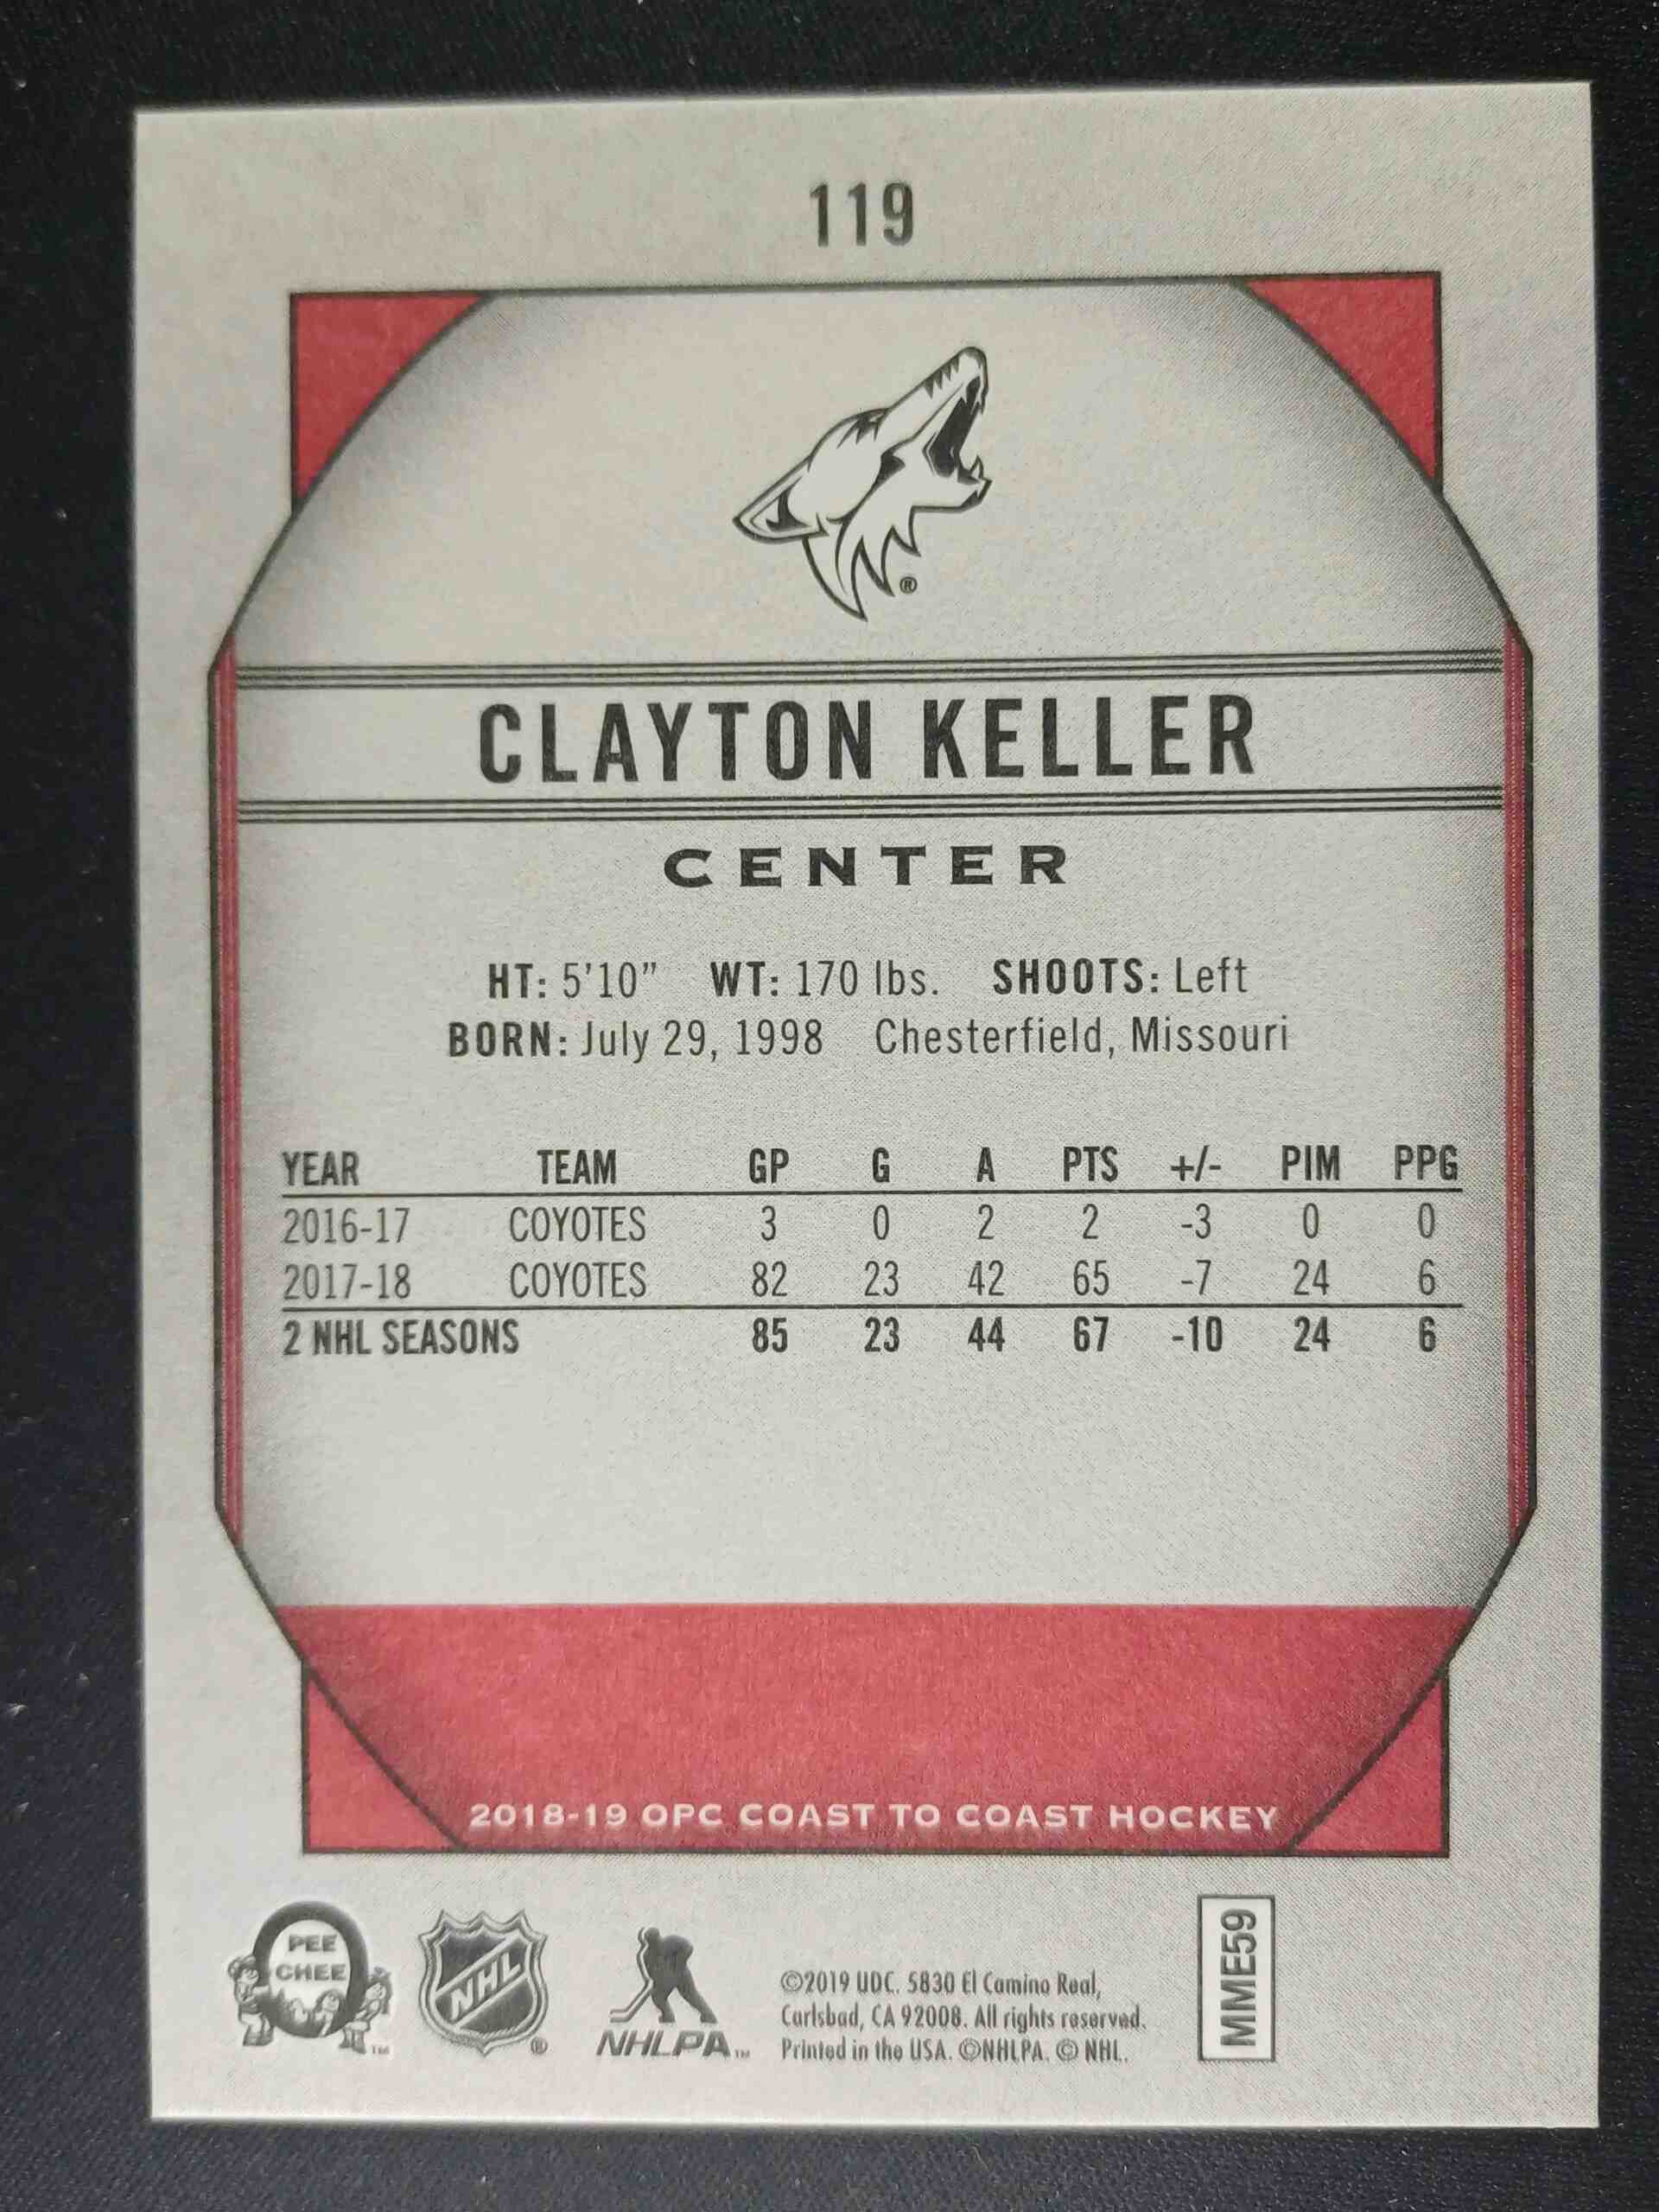 119
®
CLAYTON KELLER
CENTER
HT: 5'10" WT: 170 lbs. SHOOTS: Left
BORN: July 29, 1998 Chesterfield, Missouri
YEAR TEAM GP G A PTS +/- PIM PPG
2016-17 COYOTES 3 0 2 2 -3 0 0
2017-18 COYOTES 82 23 42 65 -7 24 6
2 NHL SEASONS 85 23 44 67 -10 24 6
2018-19 OPC COAST TO COAST HOCKEY
PEE
CHEE
TM
NHL
®
NHLPA™
©2019 UDC. 5830 El Camino Real,
Carlsbad, CA 92008. All rights reserved.
Printed in the USA. ©NHLPA. © NHL.
MME59